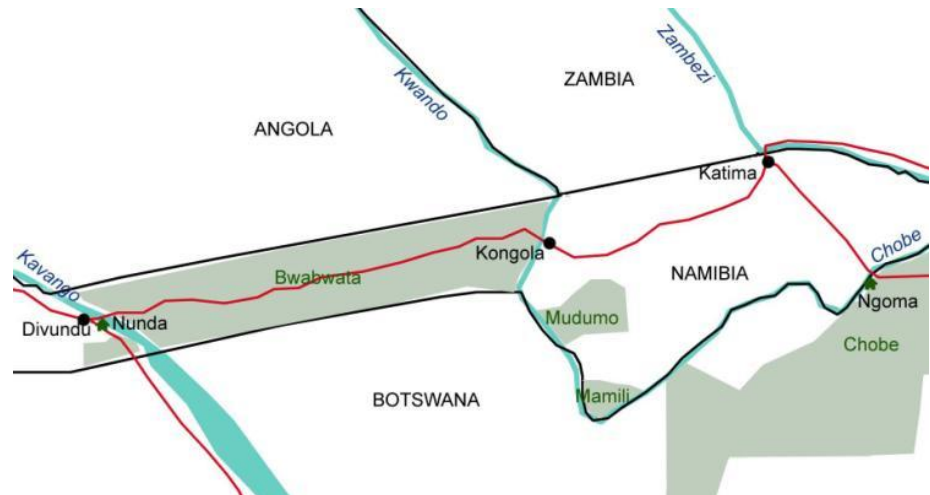 Zambezi
ZAMBIA
Kwando
ANGOLA
Katima
Kavango
Kongola
Chobe
Bwabwata
NAMIBIA
Ngoma
Divundu
Nunda
Mudumo
Chobe
BOTSWANA
Mamili